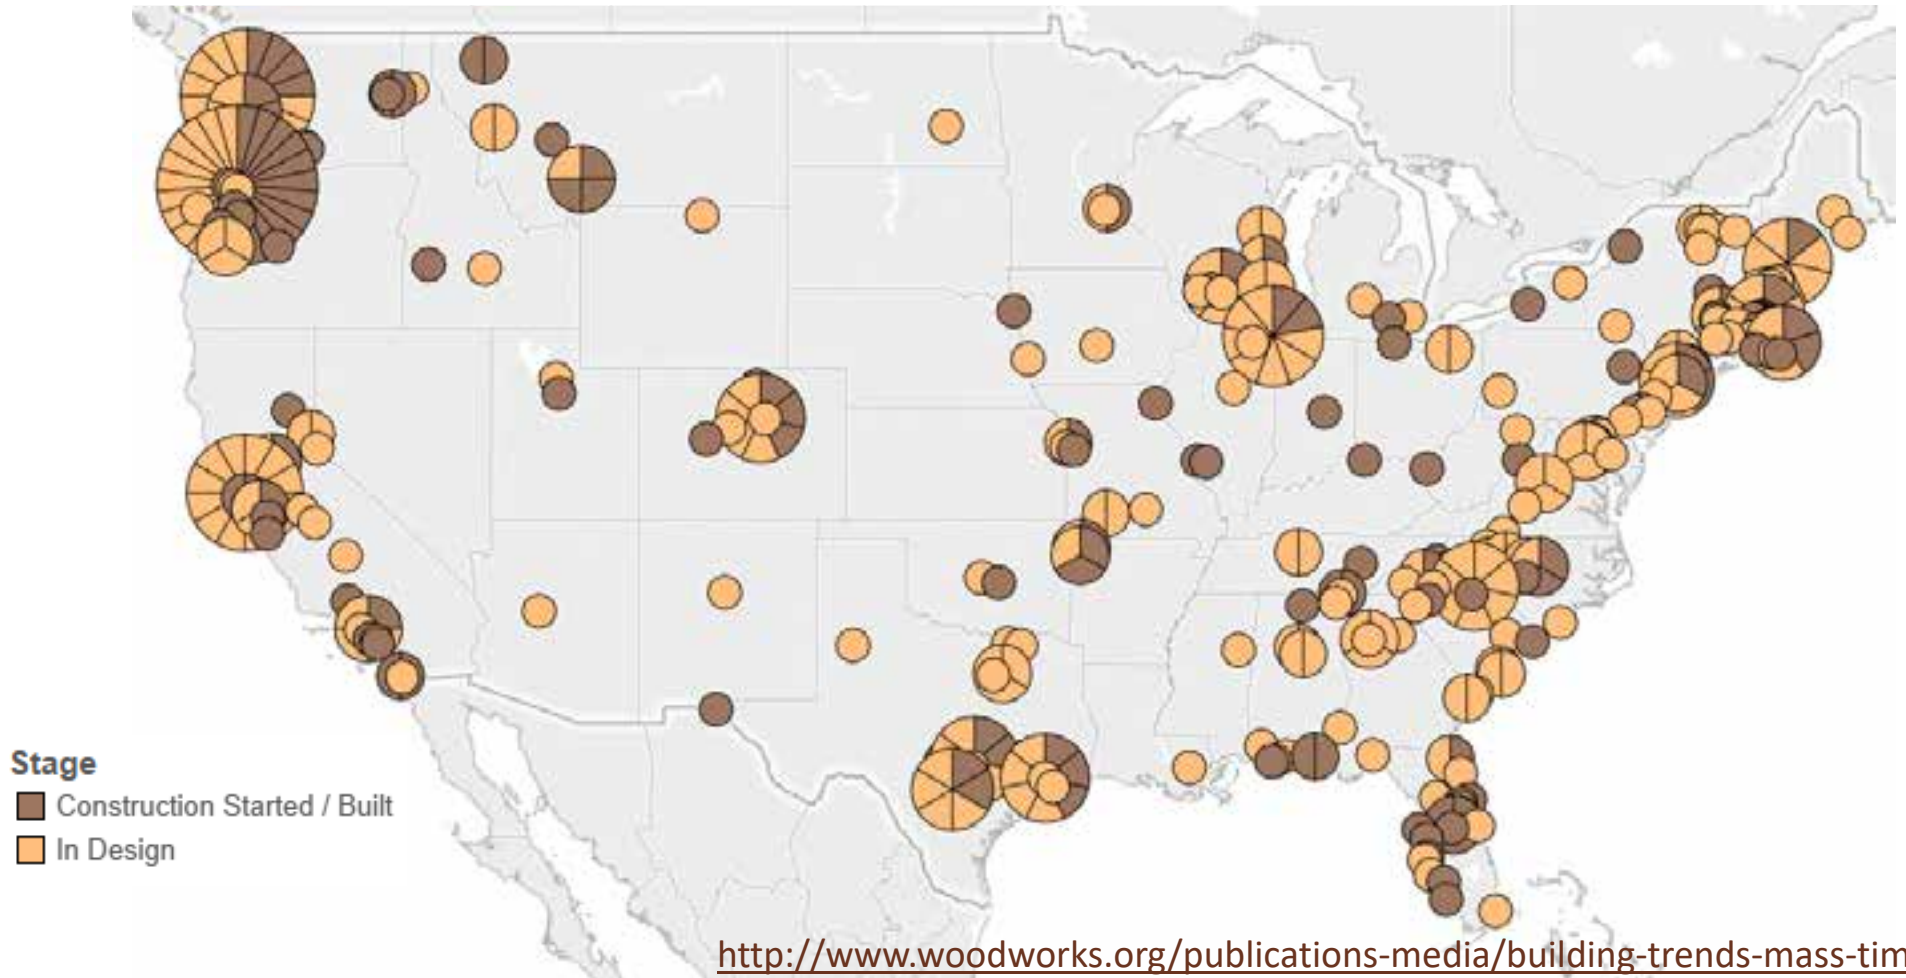 Stage
Construction Started / Built
In Design
http://www.woodworks.org/publications-media/building-trends-mass-tim